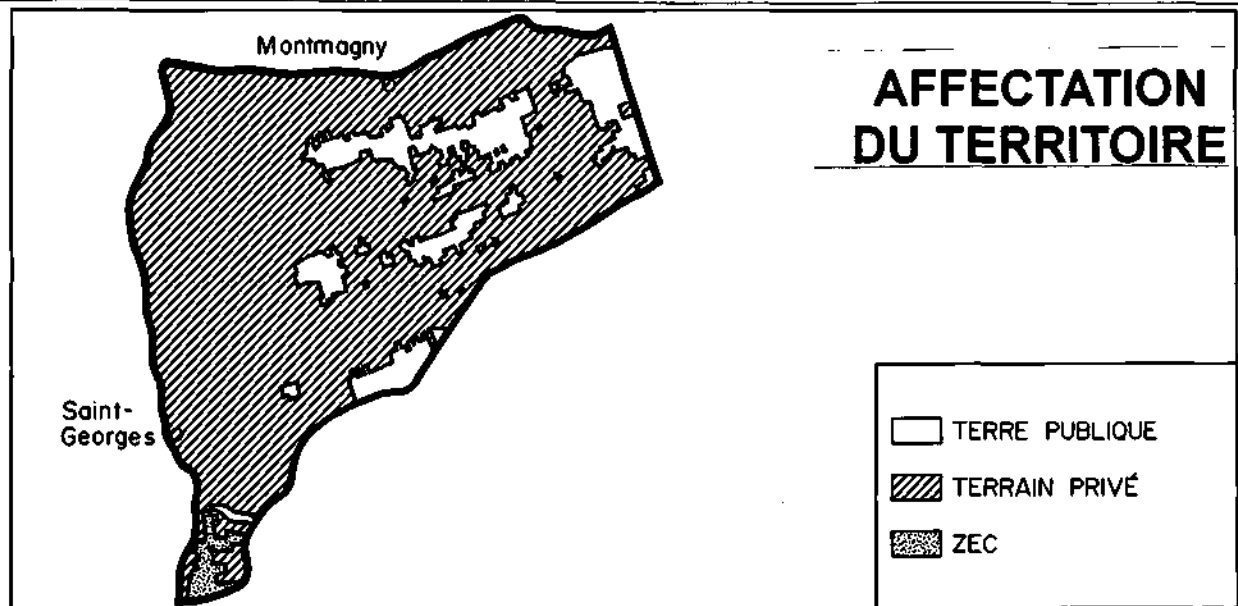 Montmagny
AFFECTATION
DU TERRITOIRE
Saint-
Georges
TERRE PUBLIQUE
TERRAIN PRIVÉ
ZEC